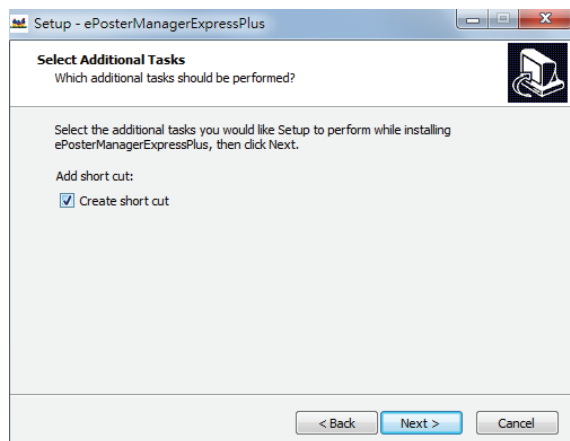 Setup - ePosterManagerExpressPlus
Select Additional Tasks
Which additional tasks should be performed?
Select the additional tasks you would like Setup to perform while installing
ePosterManagerExpressPlus, then click Next.
Add short cut:
Create short cut
< Back Next > Cancel